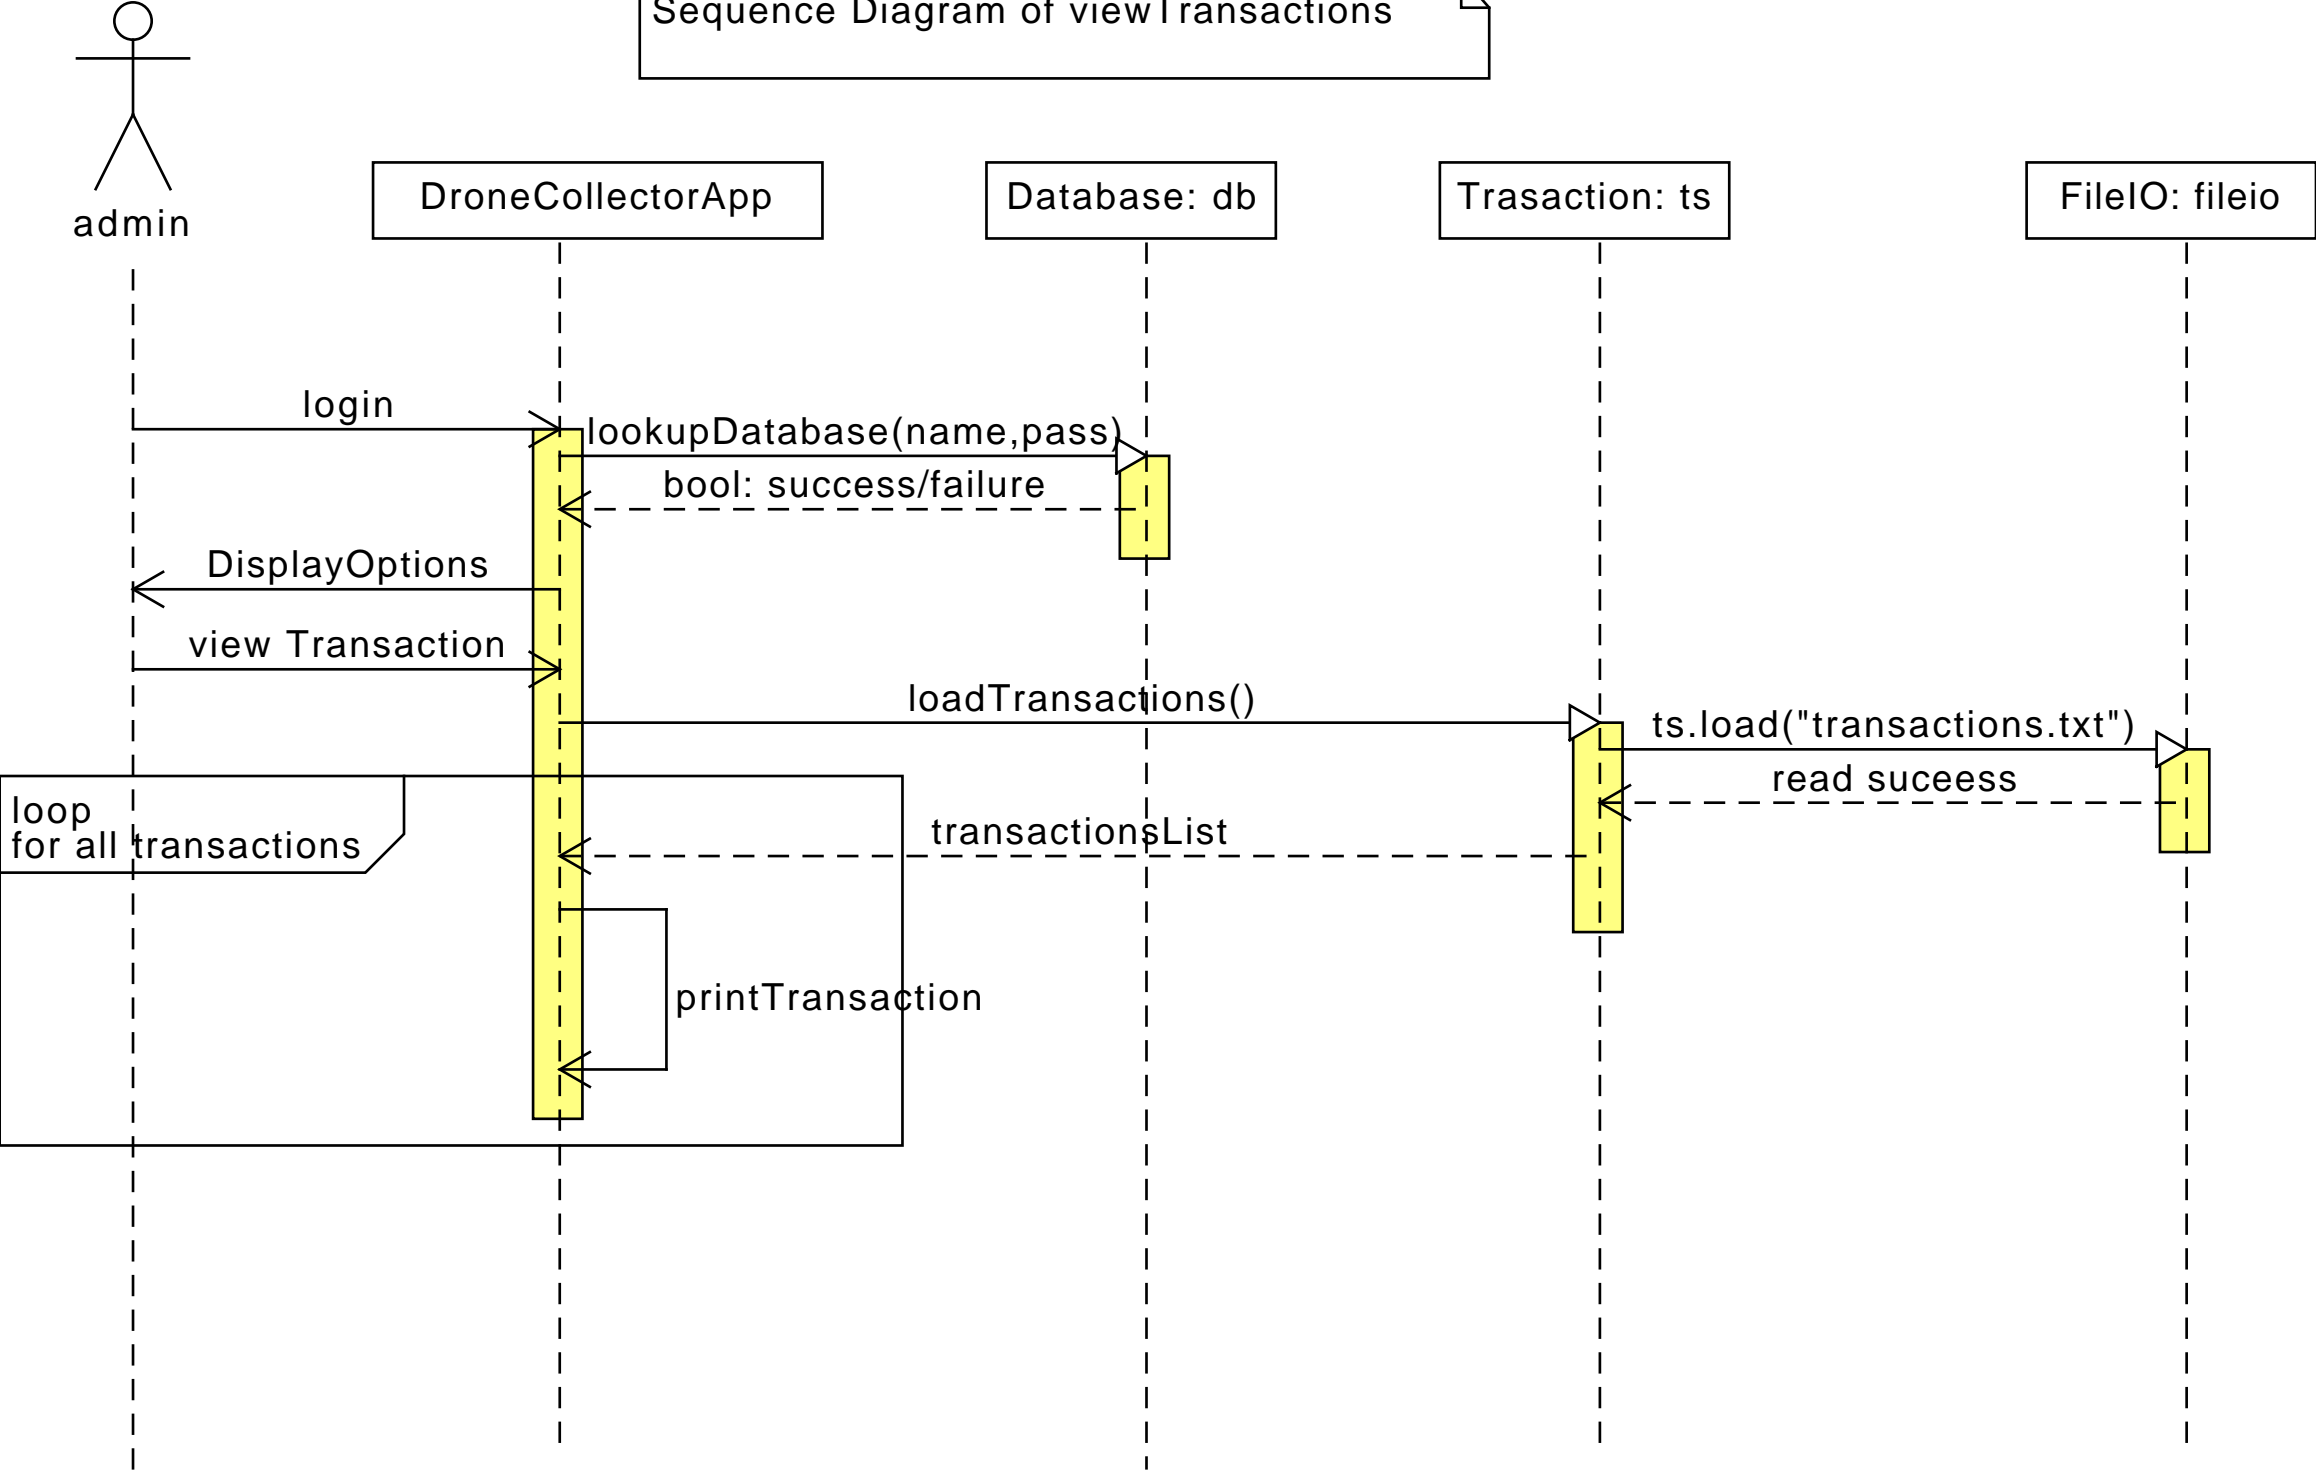 Sequence Diagram of viewTransactions
admin
DroneCollectorApp
Database: db
Trasaction: ts
FileIO: fileio
login
lookupDatabase(name,pass)
bool: success/failure
DisplayOptions
view Transaction
loadTransactions()
ts.load("transactions.txt")
read suceess
loop
for all transactions
transactionsList
printTransaction